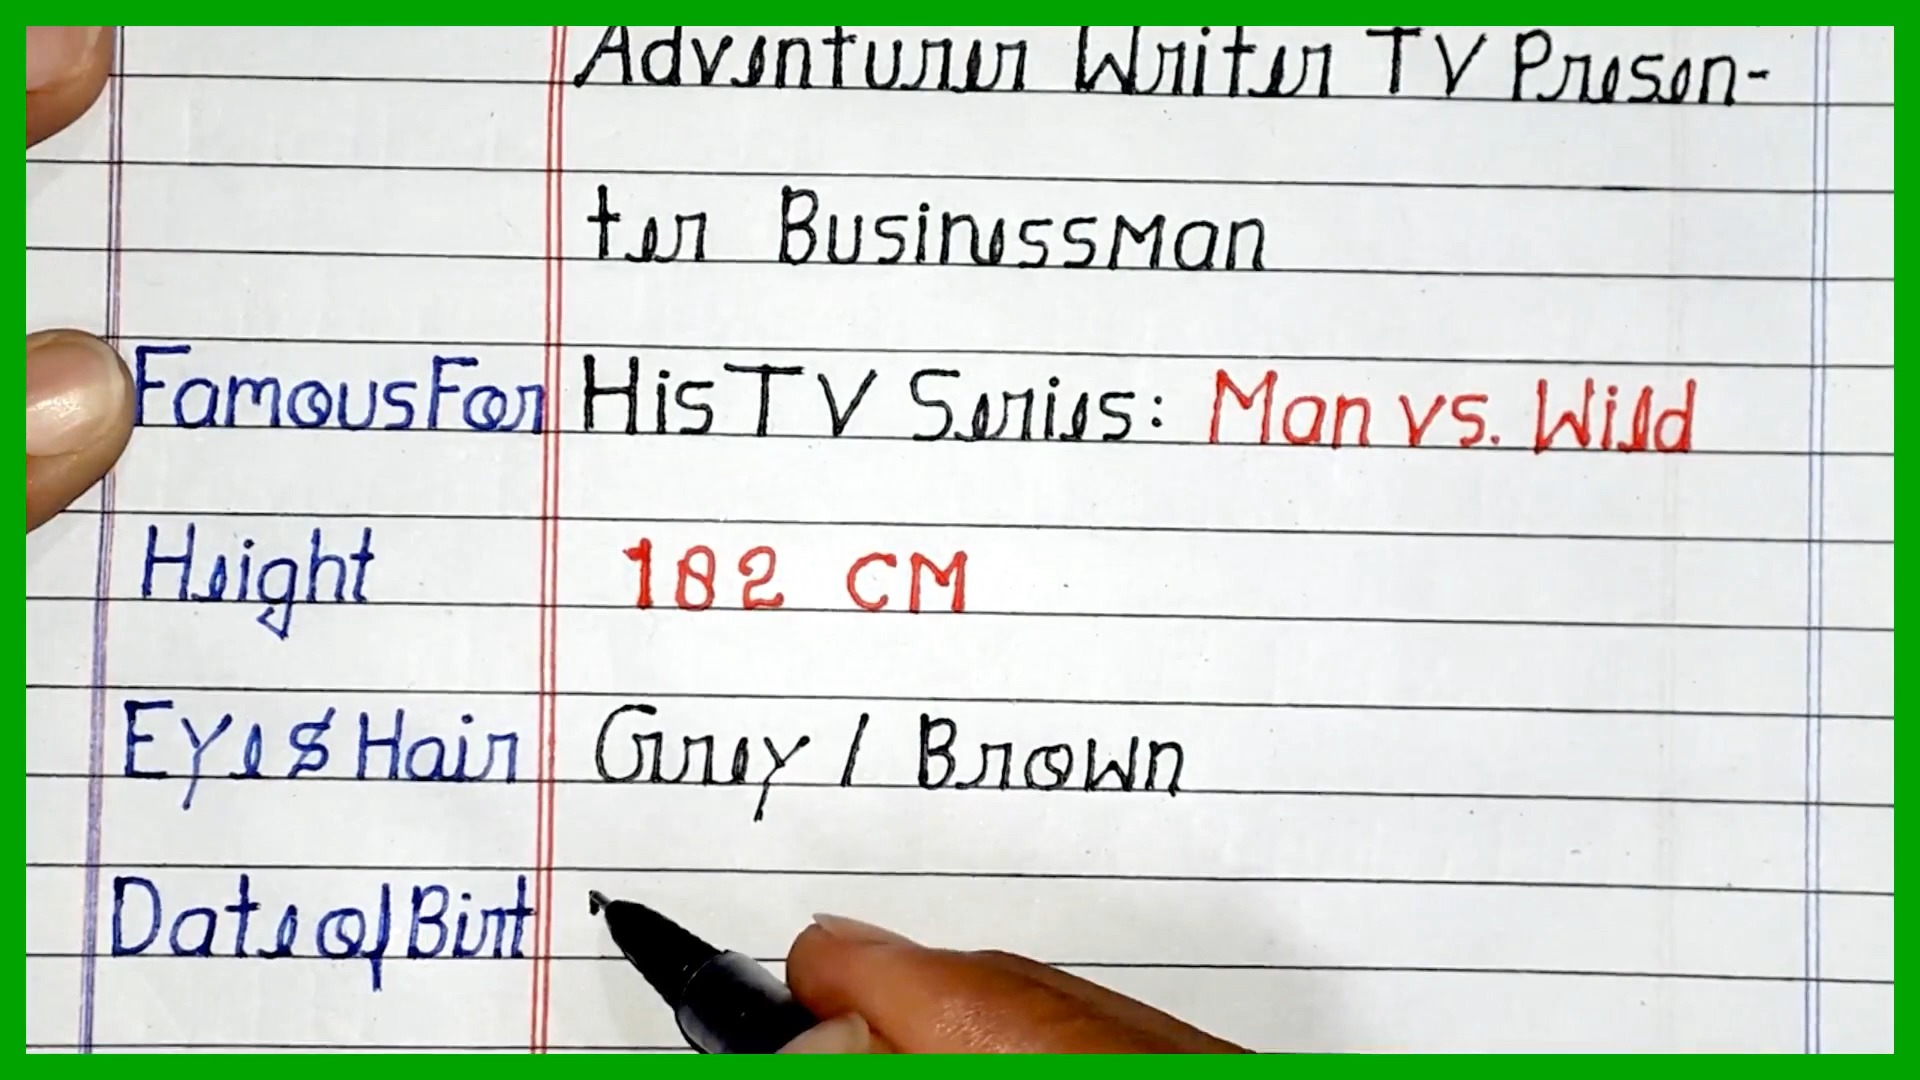 Adventurer Writer TV Presen-
ter BusinessMan
Famous For His TV Series: Man vs. Wild
Height 182 CM
Eye & Hair Grey / Brown
Date of Birt